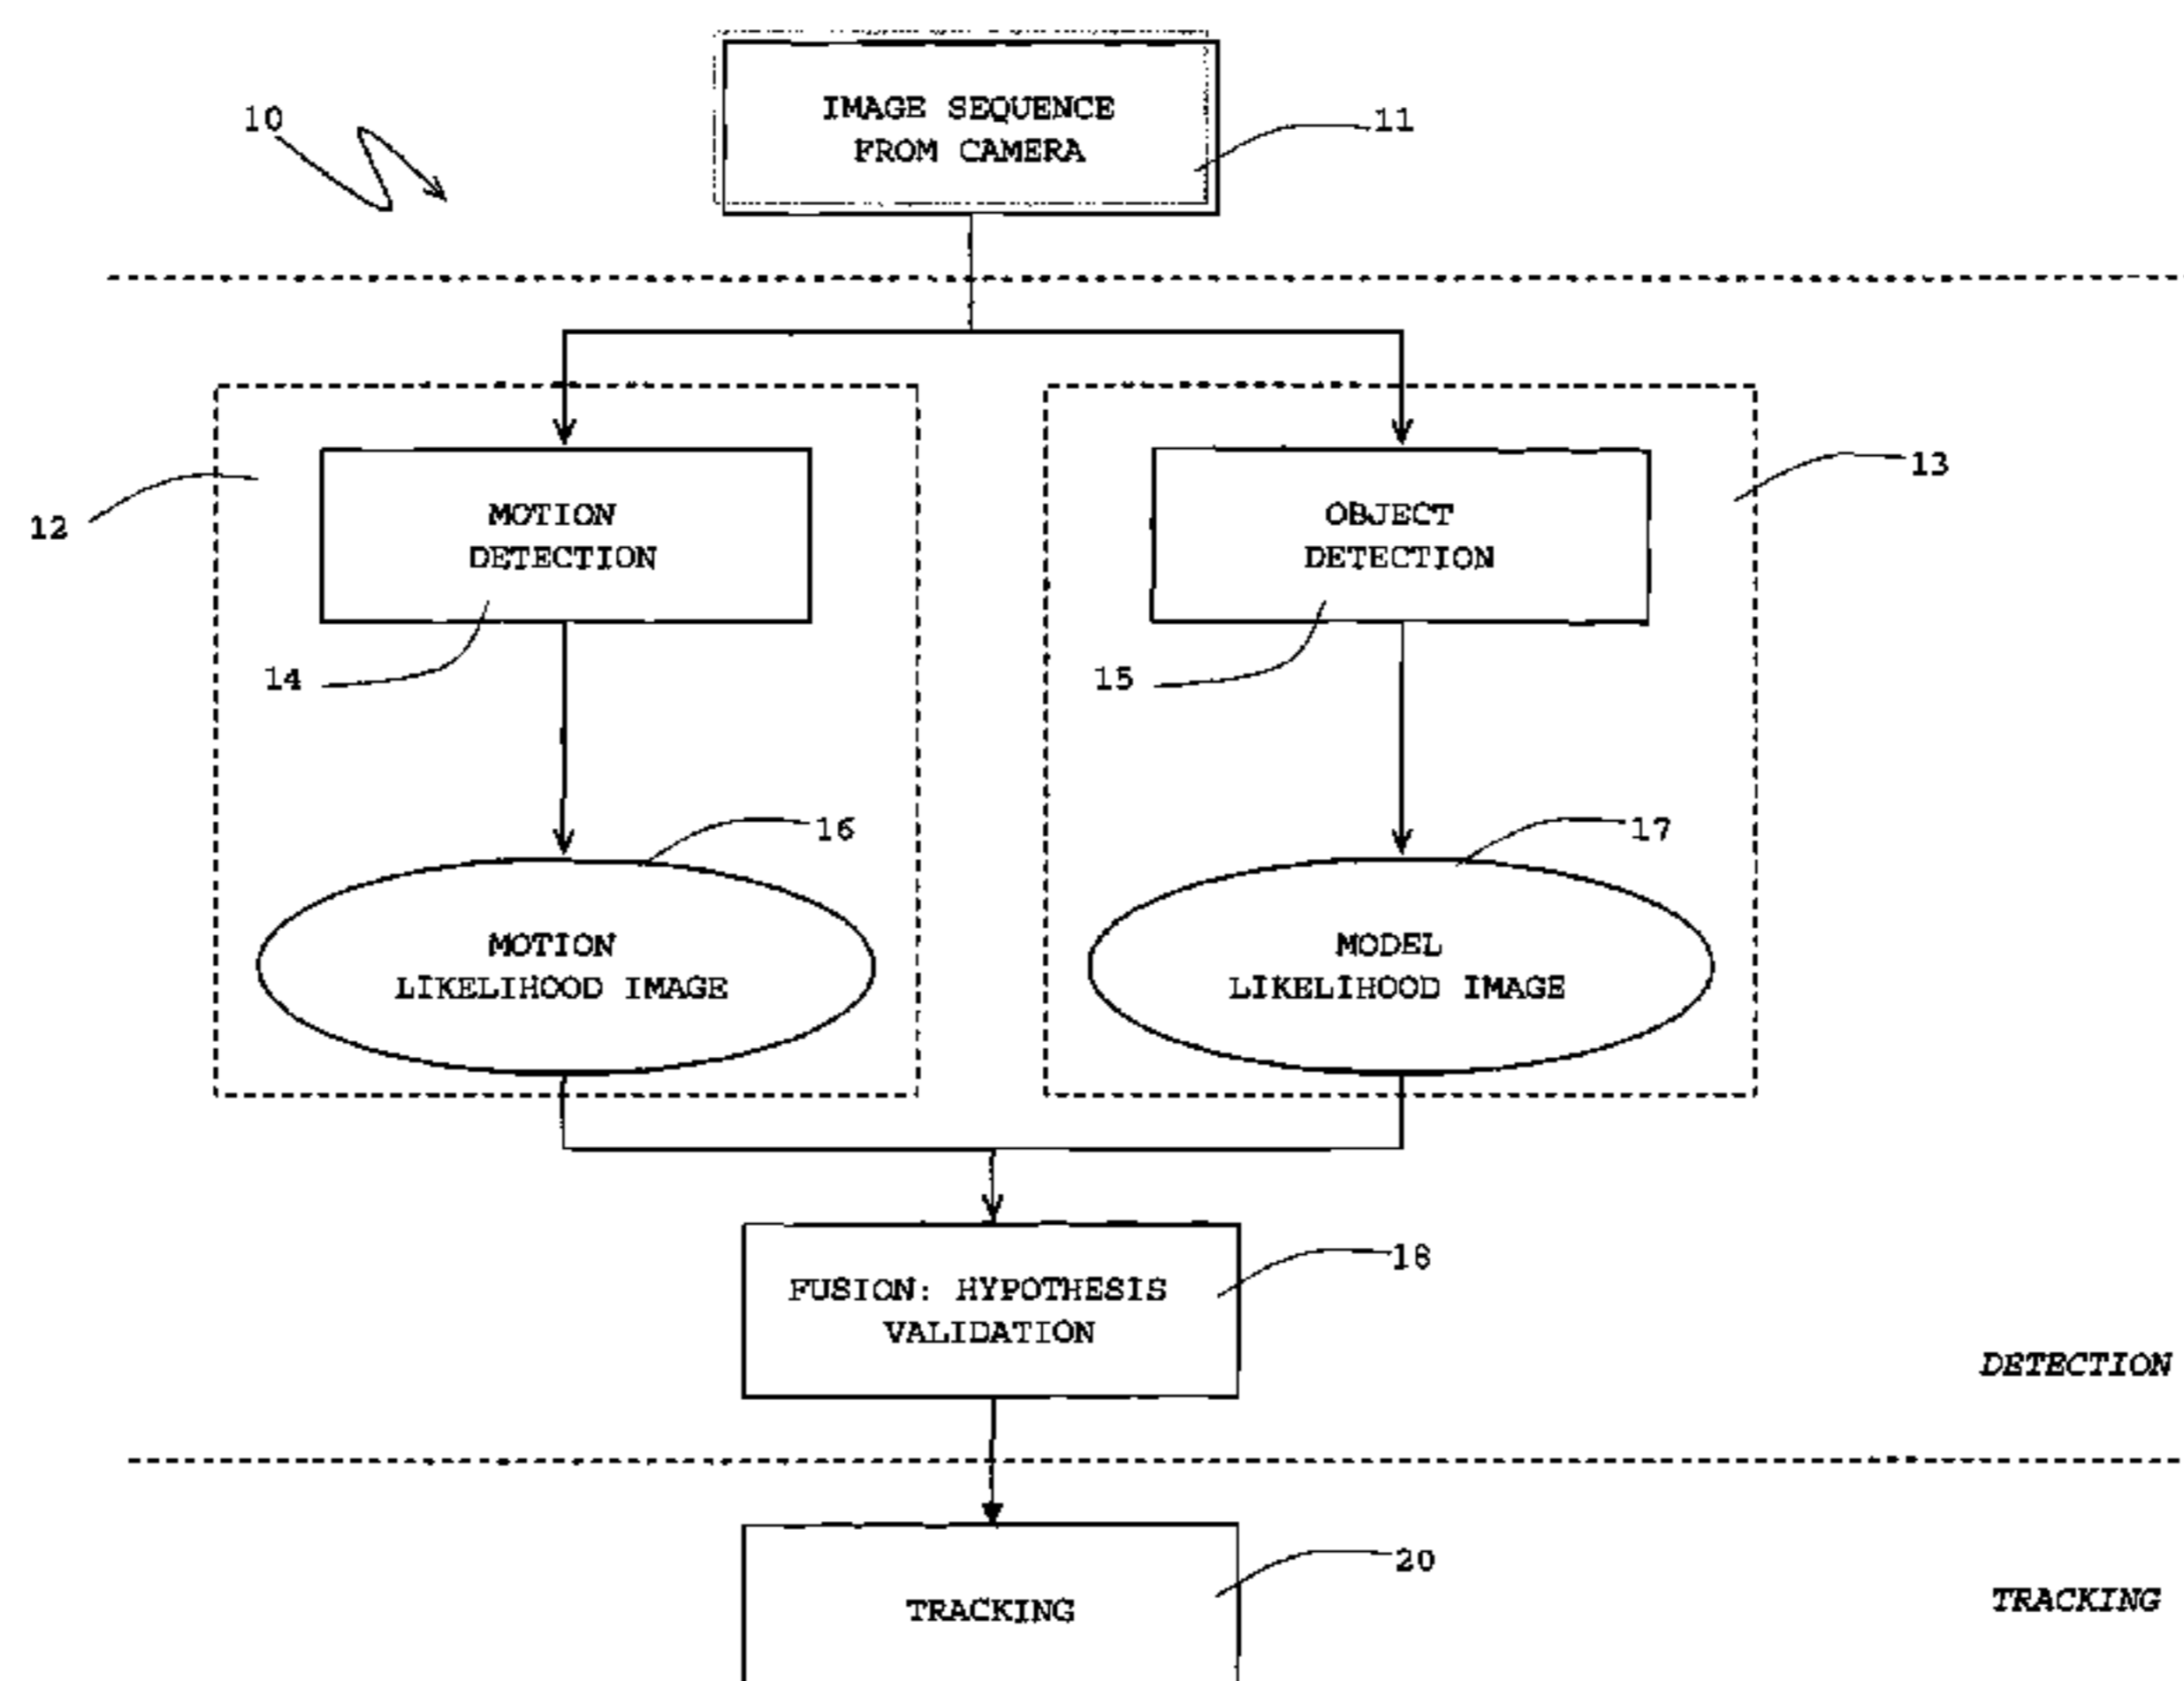 IMAGE SEQUENCE
FROM CAMERA
10
11
12
13
MOTION
DETECTION
OBJECT
DETECTION
14
15
16
17
MOTION
LIKELIHOOD IMAGE
MODEL
LIKELIHOOD IMAGE
18
FUSION: HYPOTHESIS
VALIDATION
DETECTION
20
TRACKING
TRACKING